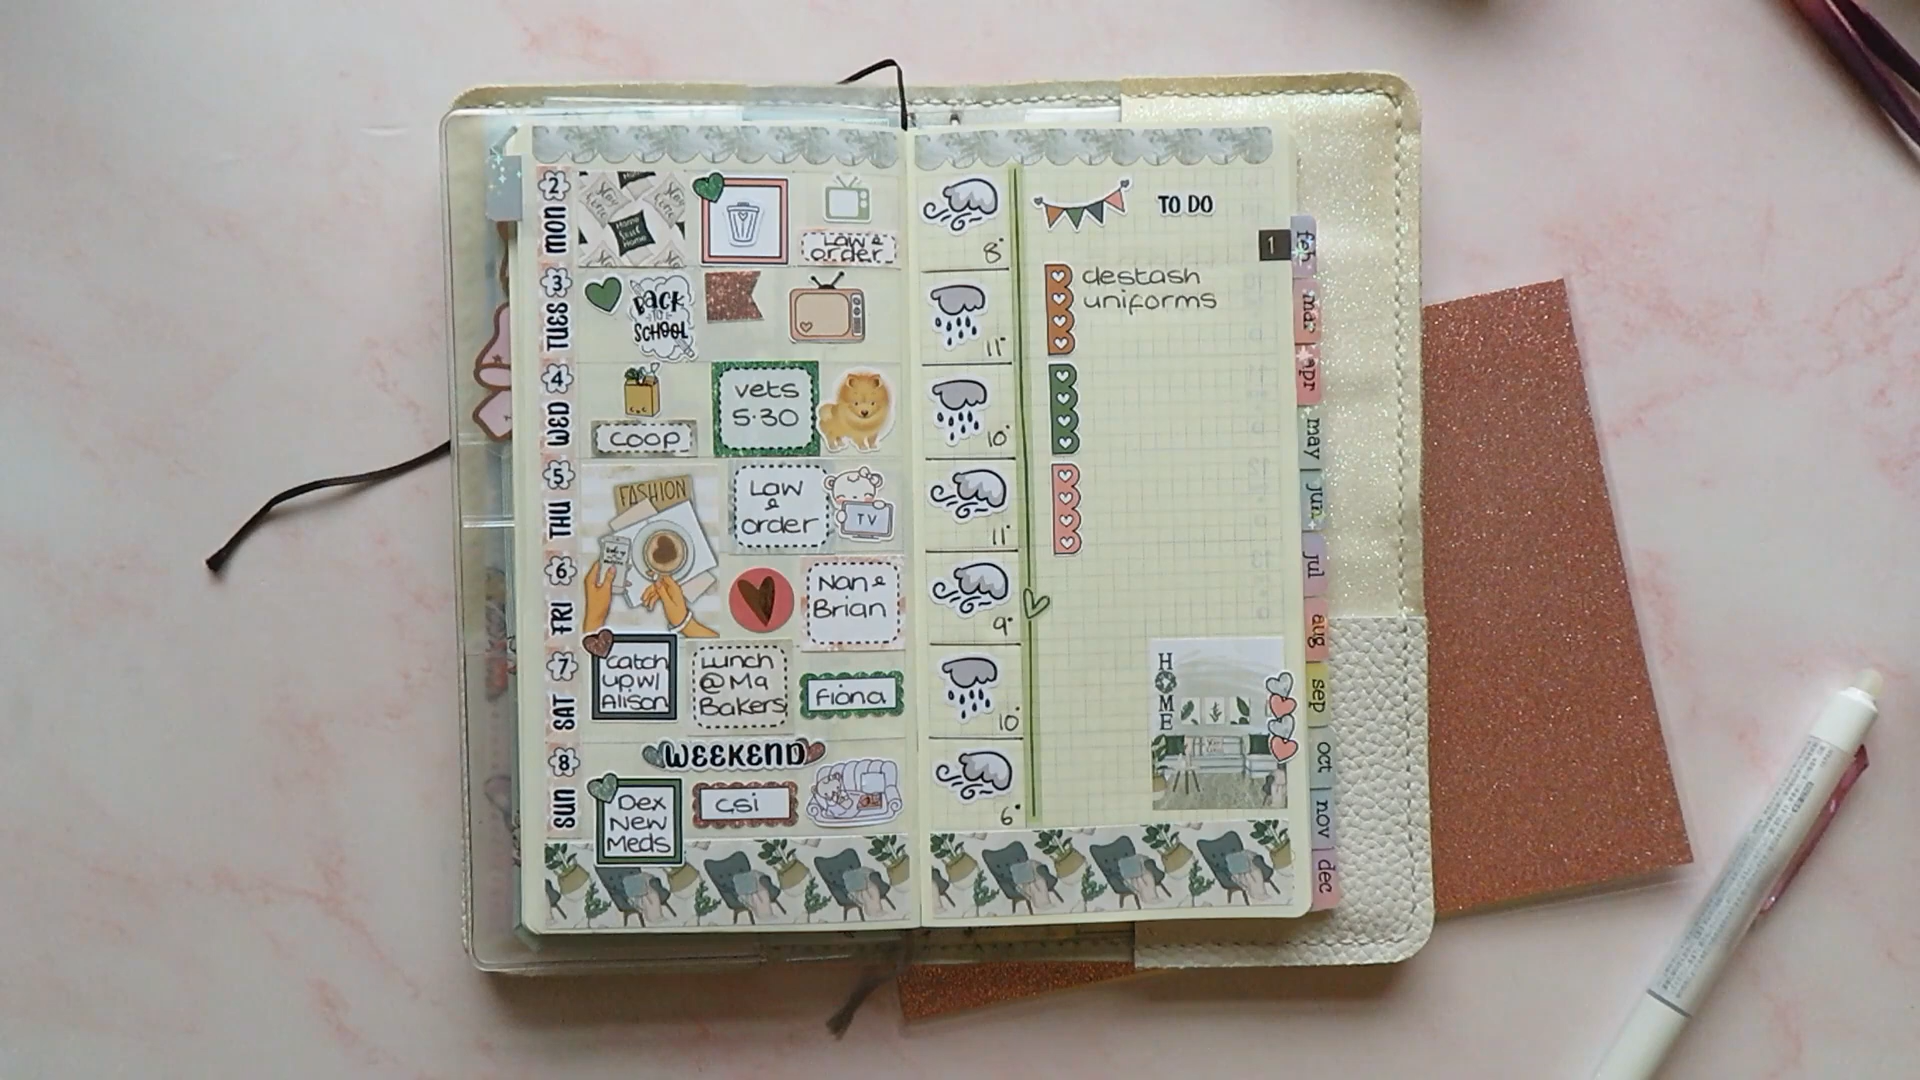 2
MON
Home
Sweet
Home
Law &
order
8°
TO DO
1
3
TUES
BACK
TO
SCHOOL
11°
destash
uniforms
4
WED
coop
vets
5·30
10°
5
THU
FASHION
Law
&
order
TV
11°
6
FRI
Nan &
Brian
9°
7
SAT
Catch
up w/
Alison
Lunch
@ Ma
Bakers
Fiona
10°
8
SUN
WEEKEND
Dex
New
Meds
CSI
6°
HOME
feb
mar
apr
may
jun
jul
aug
sep
oct
nov
dec